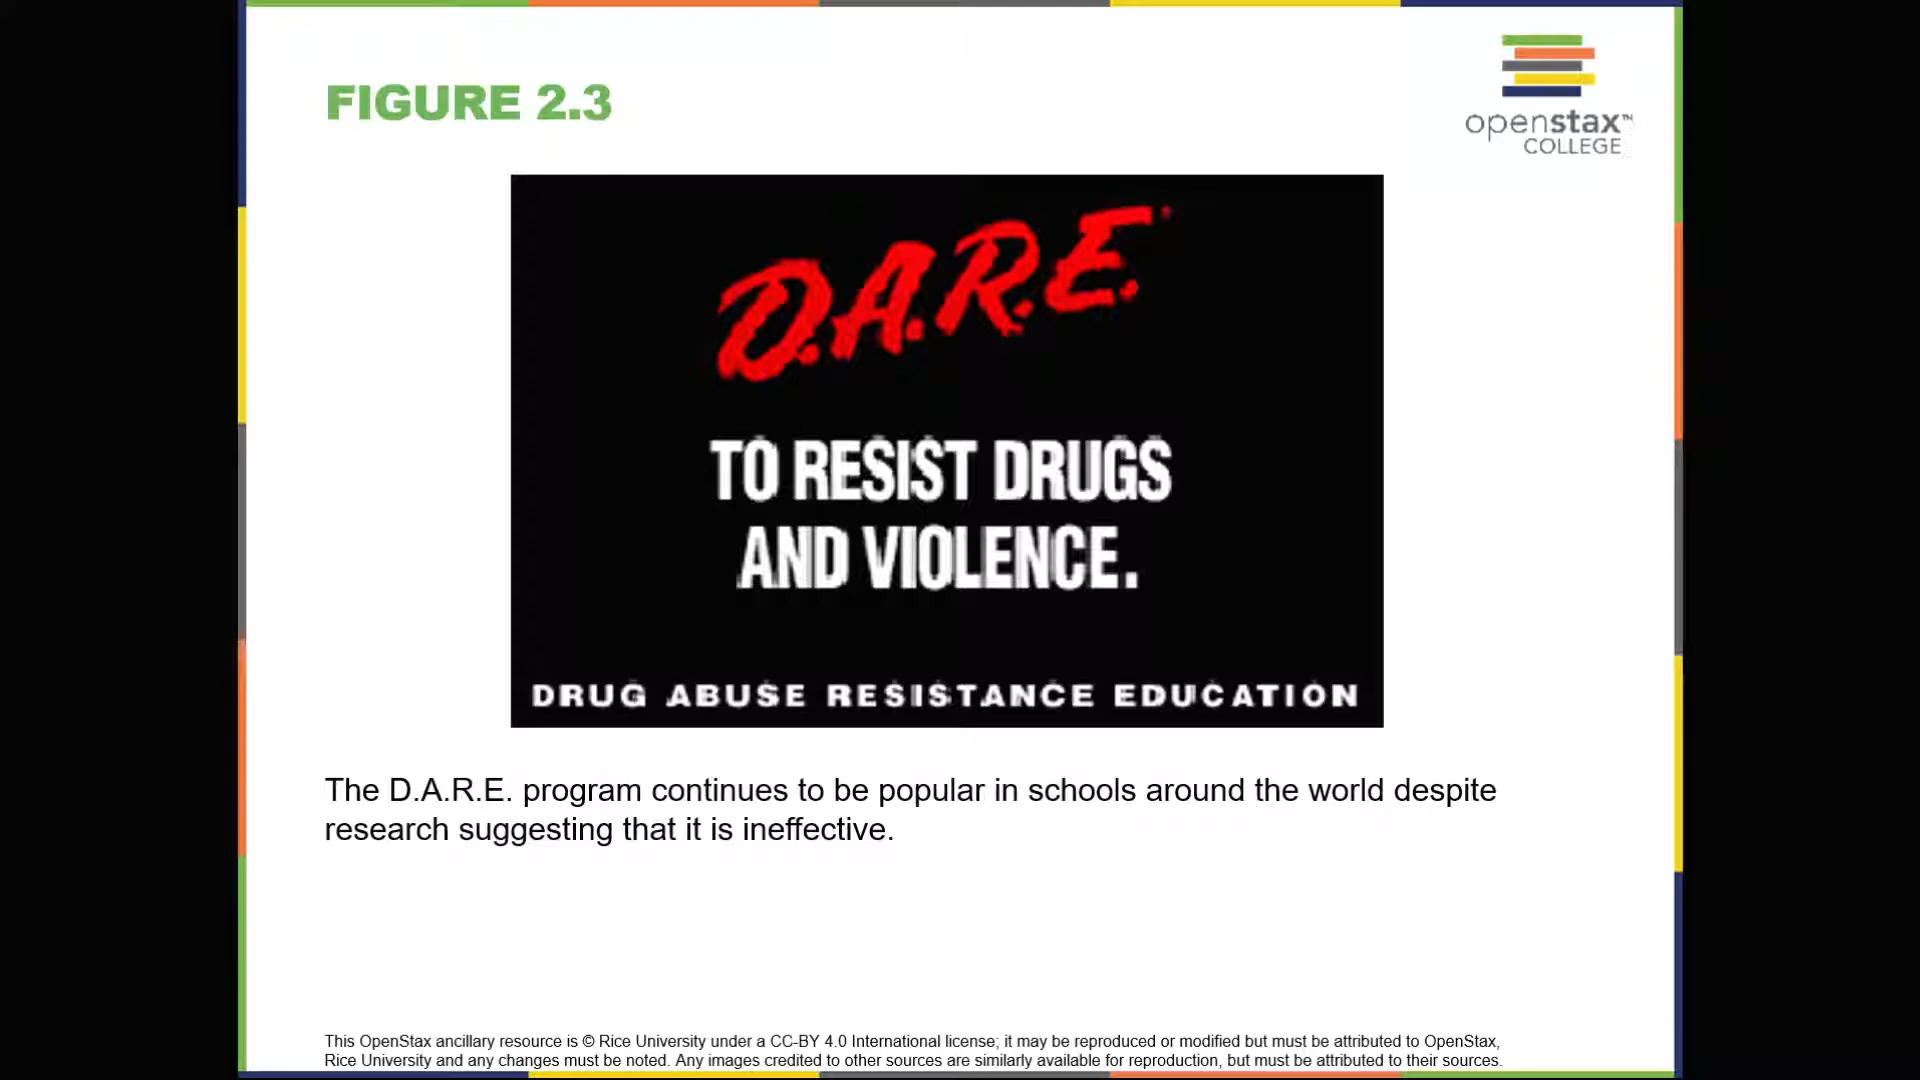 FIGURE 2.3
openstax™
COLLEGE
D.A.R.E.
TO RESIST DRUGS
AND VIOLENCE.
DRUG ABUSE RESISTANCE EDUCATION
The D.A.R.E. program continues to be popular in schools around the world despite
research suggesting that it is ineffective.
This OpenStax ancillary resource is © Rice University under a CC-BY 4.0 International license; it may be reproduced or modified but must be attributed to OpenStax,
Rice University and any changes must be noted. Any images credited to other sources are similarly available for reproduction, but must be attributed to their sources.